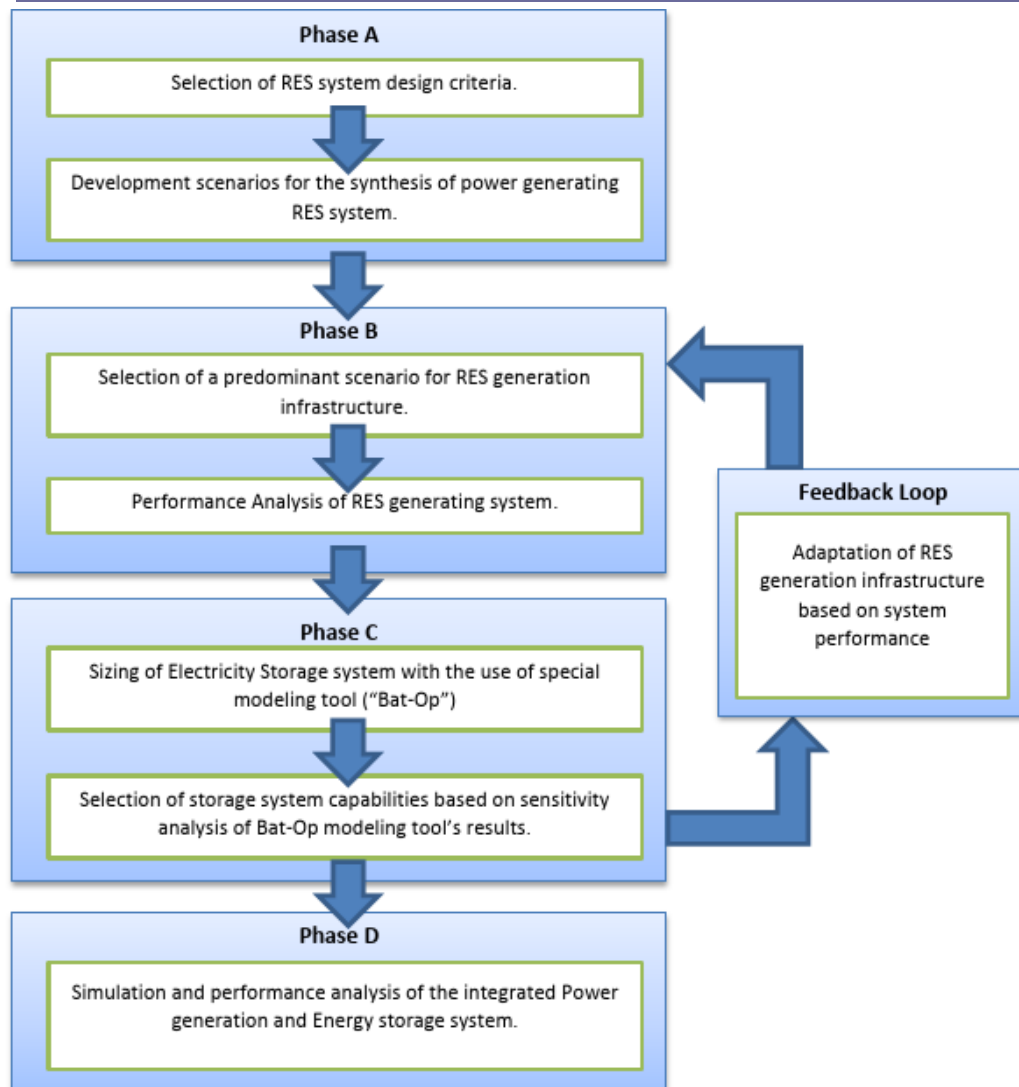 Phase A
Selection of RES system design criteria.
Development scenarios for the synthesis of power generating
RES system.
Phase B
Selection of a predominant scenario for RES generation
infrastructure.
Performance Analysis of RES generating system.
Feedback Loop
Adaptation of RES
generation infrastructure
based on system
performance
Phase C
Sizing of Electricity Storage system with the use of special
modeling tool (“Bat-Op”)
Selection of storage system capabilities based on sensitivity
analysis of Bat-Op modeling tool’s results.
Phase D
Simulation and performance analysis of the integrated Power
generation and Energy storage system.